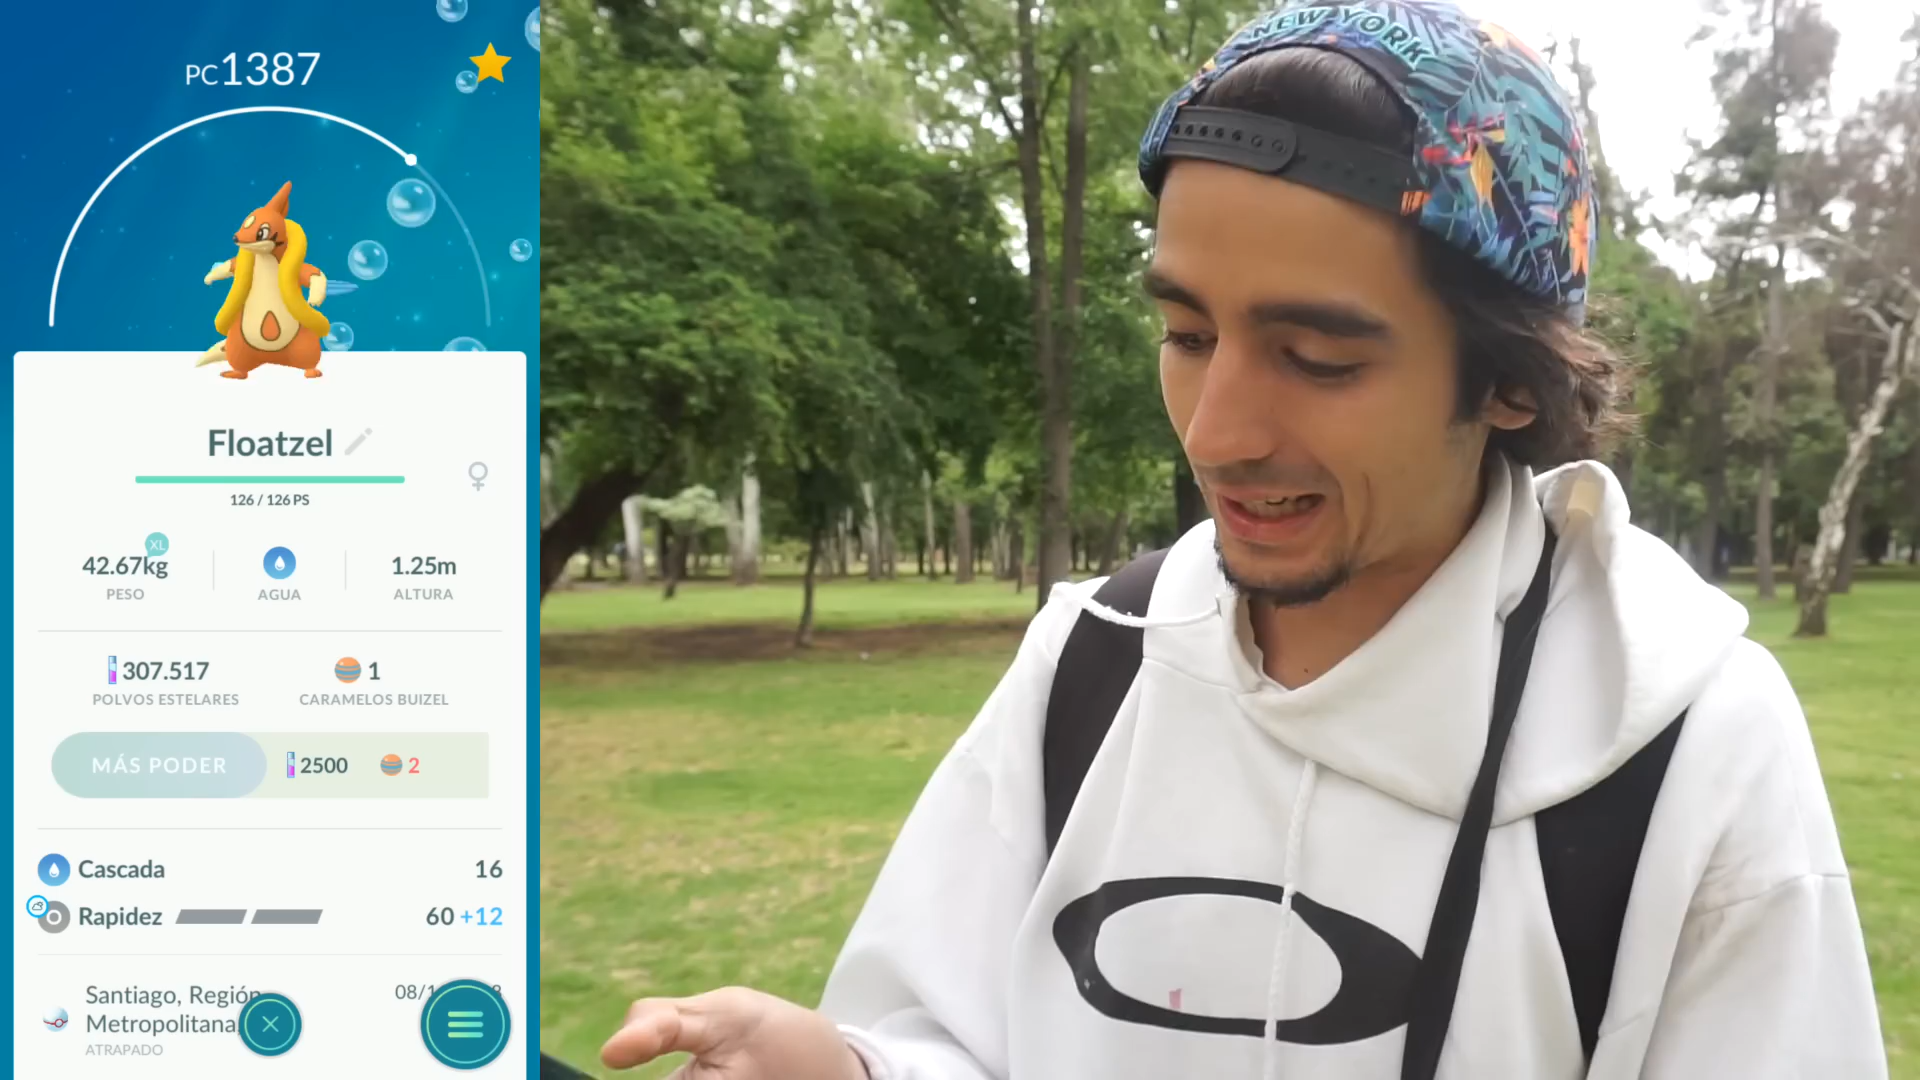 PC1387
Floatzel
126 / 126 PS
XL
42.67kg
PESO
AGUA
1.25m
ALTURA
307.517
POLVOS ESTELARES
1
CARAMELOS BUIZEL
MÁS PODER
2500
2
Cascada
16
Rapidez
60 +12
Santiago, Región
Metropolitana
ATRAPADO
NEW YORK